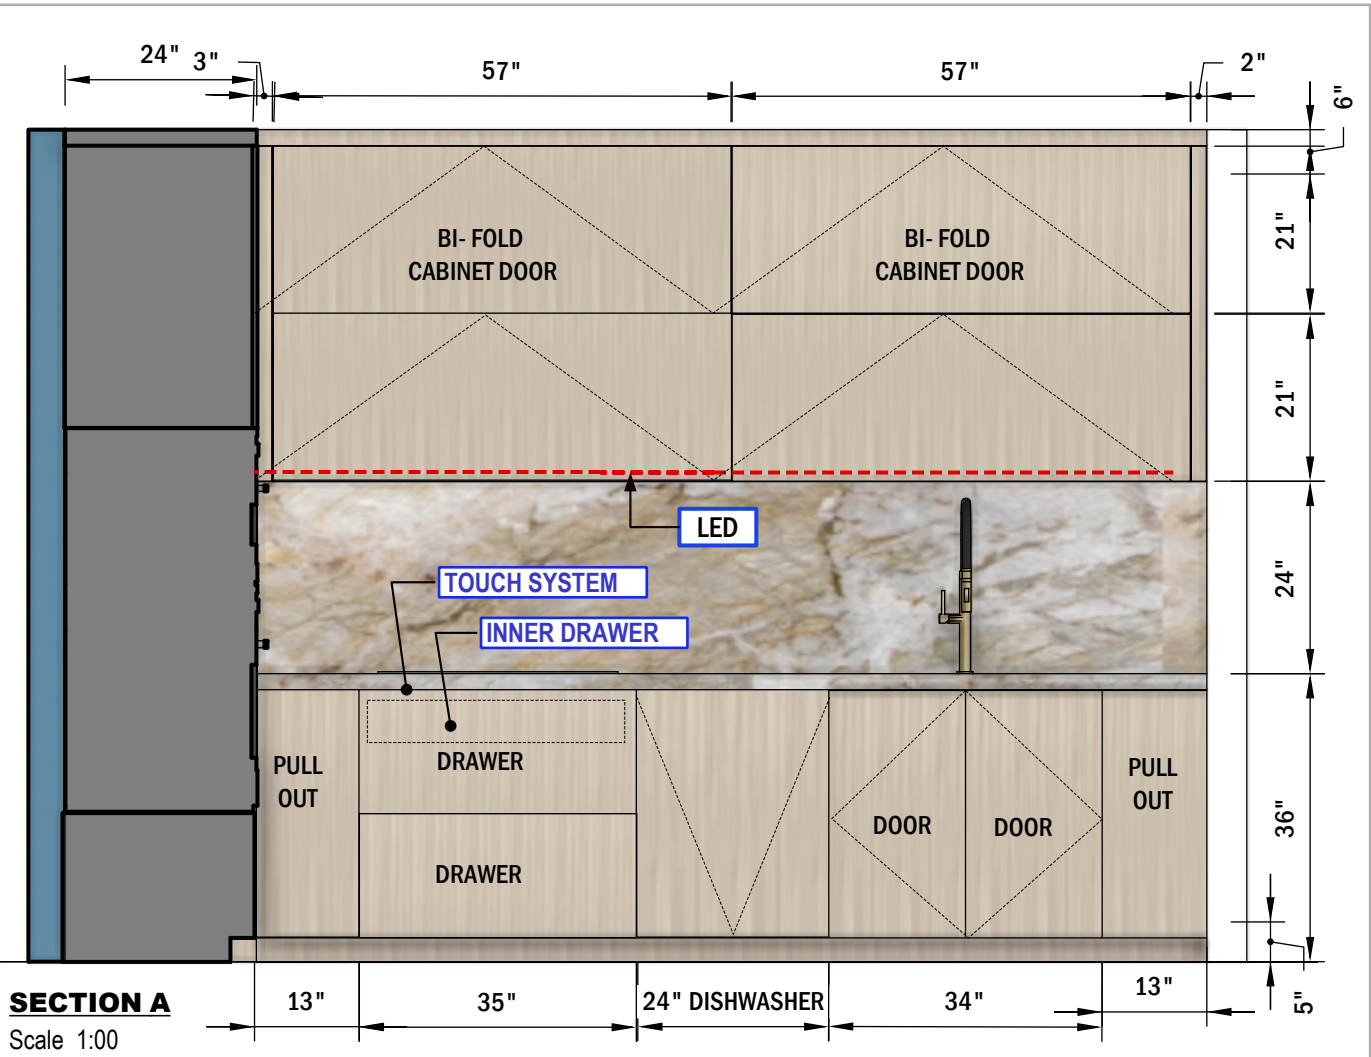 24" 3" 57" 57" 2"
6"
BI- FOLD
CABINET DOOR
BI- FOLD
CABINET DOOR
21"
21"
LED
TOUCH SYSTEM
INNER DRAWER
24"
PULL
OUT
DRAWER
DRAWER
DOOR
DOOR
PULL
OUT
36"
5"
13" 35" 24" DISHWASHER 34" 13"
SECTION A
Scale 1:00